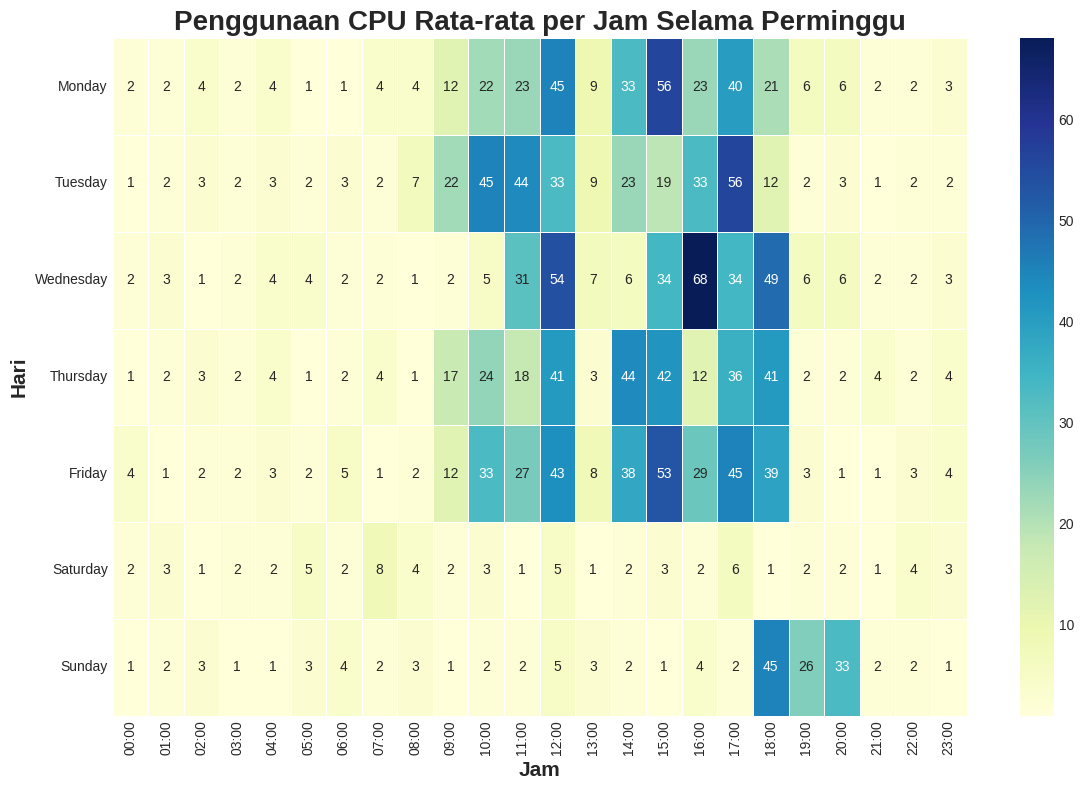 Penggunaan CPU Rata-rata per Jam Selama Perminggu
Hari
Monday 2 2 4 2 4 1 1 4 4 12 22 23 45 9 33 56 23 40 21 6 6 2 2 3
Tuesday 1 2 3 2 3 2 3 2 7 22 45 44 33 9 23 19 33 56 12 2 3 1 2 2
Wednesday 2 3 1 2 4 4 2 2 1 2 5 31 54 7 6 34 68 34 49 6 6 2 2 3
Thursday 1 2 3 2 4 1 2 4 1 17 24 18 41 3 44 42 12 36 41 2 2 4 2 4
Friday 4 1 2 2 3 2 5 1 2 12 33 27 43 8 38 53 29 45 39 3 1 1 3 4
Saturday 2 3 1 2 2 5 2 8 4 2 3 1 5 1 2 3 2 6 1 2 2 1 4 3
Sunday 1 2 3 1 1 3 4 2 3 1 2 2 5 3 2 1 4 2 45 26 33 2 2 1
00:00 01:00 02:00 03:00 04:00 05:00 06:00 07:00 08:00 09:00 10:00 11:00 12:00 13:00 14:00 15:00 16:00 17:00 18:00 19:00 20:00 21:00 22:00 23:00
Jam
60
50
40
30
20
10